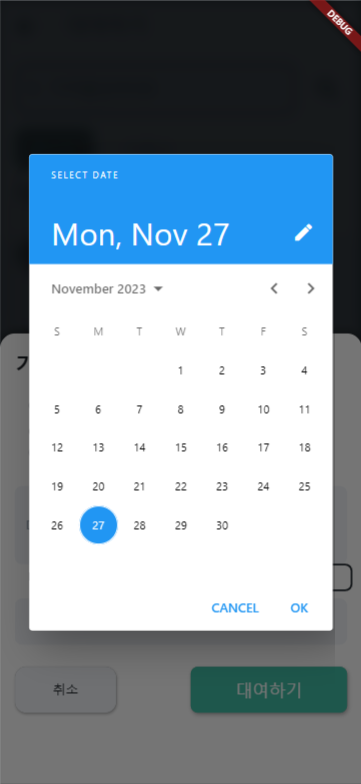 DEBUG
SELECT DATE
Mon, Nov 27
November 2023
S M T W T F S
1 2 3 4
5 6 7 8 9 10 11
12 13 14 15 16 17 18
19 20 21 22 23 24 25
26 27 28 29 30
CANCEL OK
취소 대여하기